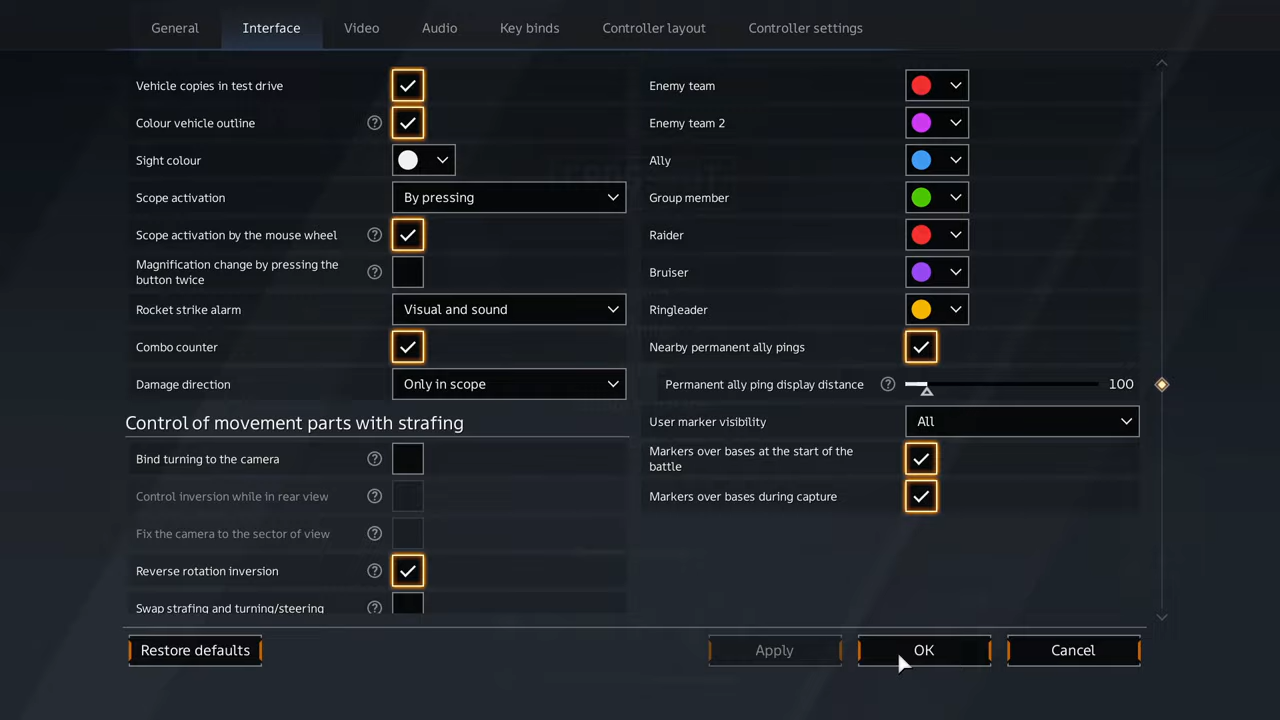 General
Interface
Video
Audio
Key binds
Controller layout
Controller settings
Vehicle copies in test drive
Colour vehicle outline
?
Sight colour
Scope activation
By pressing
Scope activation by the mouse wheel
?
Magnification change by pressing the
button twice
?
Rocket strike alarm
Visual and sound
Combo counter
Damage direction
Only in scope
Control of movement parts with strafing
Bind turning to the camera
?
Control inversion while in rear view
?
Fix the camera to the sector of view
?
Reverse rotation inversion
?
Swap strafing and turning/steering
?
Enemy team
Enemy team 2
Ally
Group member
Raider
Bruiser
Ringleader
Nearby permanent ally pings
Permanent ally ping display distance
?
100
User marker visibility
All
Markers over bases at the start of the
battle
Markers over bases during capture
Restore defaults
Apply
OK
Cancel